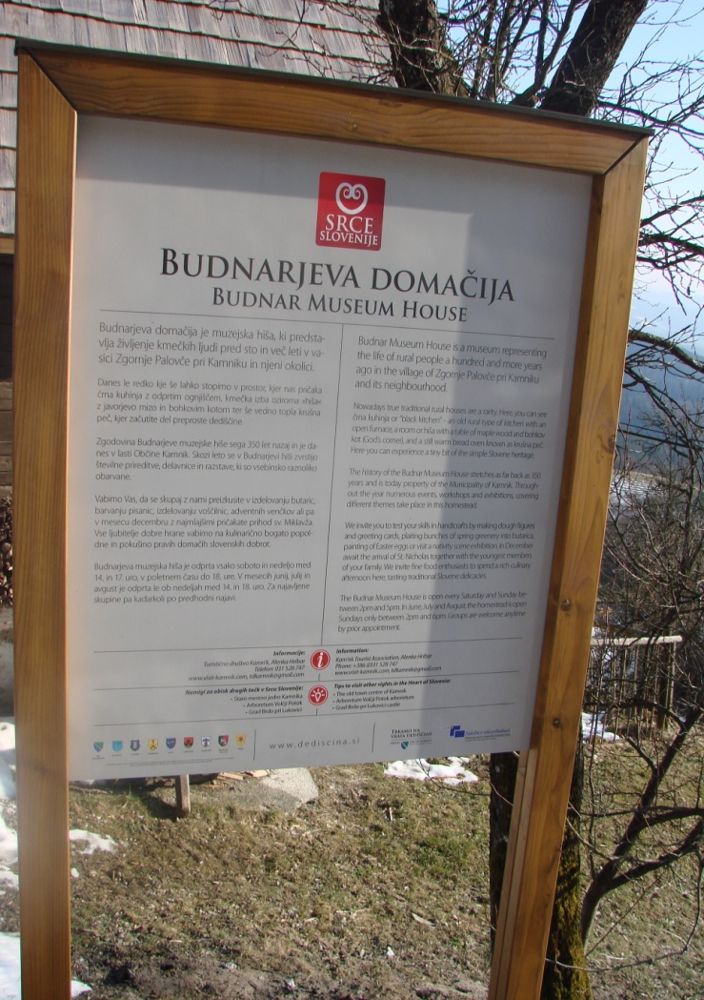 SRCE
SLOVENIJE
BUDNARJEVA DOMAČIJA
BUDNAR MUSEUM HOUSE
Budnarjeva domačija je muzejska hiša, ki predsta-
vlja življenje kmečkih ljudi pred sto in več leti v va-
sici Zgornje Palovče pri Kamniku in njeni okolici.
Danes le redko kje še lahko stopimo v prostor, kjer nas pričaka
črna kuhinja z odprtim ognjiščem, kmečka izba oziroma »hiša«
z javorjevo mizo in bohkovim kotom ter še vedno topla krušna
peč, kjer začutite del preproste dediščine.
Zgodovina Budnarjeve muzejske hiše sega 350 let nazaj in je da-
nes v lasti Občine Kamnik. Skozi leto se v Budnarjevi hiši zvrstijo
številne prireditve, delavnice in razstave, ki so vsebinsko raznoliko
obarvane.
Vabimo Vas, da se skupaj z nami preizkusite v izdelovanju butaric,
barvanju pisanic, izdelovanju voščilnic, adventnih venčkov ali pa
v mesecu decembru z najmlajšimi pričakate prihod sv. Miklavža.
Vse ljubitelje dobre hrane vabimo na kulinarično bogato popol-
dne in pokušino pravih domačih slovenskih dobrot.
Budnarjeva muzejska hiša je odprta vsako soboto in nedeljo med
14. in 17. uro, v poletnem času do 18. ure. V mesecih junij, julij in
avgust je odprta le ob nedeljah med 14. in 18. uro. Za najavljene
skupine pa kadarkoli po predhodni najavi.
Budnar Museum House is a museum representing
the life of rural people a hundred and more years
ago in the village of Zgornje Palovče pri Kamniku
and its neighbourhood.
Nowadays true traditional rural houses are a rarity. Here, you can see
črna kuhinja or "black kitchen" - an old rural type of kitchen with an
open furnace, a room or hiša with a table of maple wood and bohkov
kot (God's corner), and a still warm bread oven known as krušna peč.
Here you can experience a tiny bit of the simple Slovene heritage.
The history of the Budnar Museum House stretches as far back as 350
years and is today property of the Municipality of Kamnik. Through-
out the year numerous events, workshops and exhibitions, covering
different themes take place in this homestead.
We invite you to test your skills in handicrafts by making dough figures
and greeting cards, plaiting bunches of spring greenery into butarice,
painting of Easter eggs or visit a nativity scene exhibition. In December
await the arrival of St. Nicholas together with the youngest members
of your family. We invite fine food enthusiasts to spend a rich culinary
afternoon here, tasting traditional Slovene delicacies.
The Budnar Museum House is open every Saturday and Sunday be-
tween 2pm and 5pm. In June, July and August, the homestead is open
Sundays only between 2pm and 6pm. Groups are welcome anytime
by prior appointment.
Informacije:
Turistično društvo Kamnik, Alenka Hribar
Telefon: 031 528 747
www.visit-kamnik.com, tdkamnik@gmail.com
Information:
Kamnik Tourist Association, Alenka Hribar
Phone: +386 (0)31 528 747
www.visit-kamnik.com, tdkamnik@gmail.com
Namigi za obisk drugih točk v Srcu Slovenije:
• Staro mestno jedro Kamnika
• Arboretum Volčji Potok
• Grad Brdo pri Lukovici
Tips to visit other sights in the Heart of Slovenia:
• The old town centre of Kamnik
• Arboretum Volčji Potok arboretum
• Grad Brdo pri Lukovici castle
www.dediscina.si